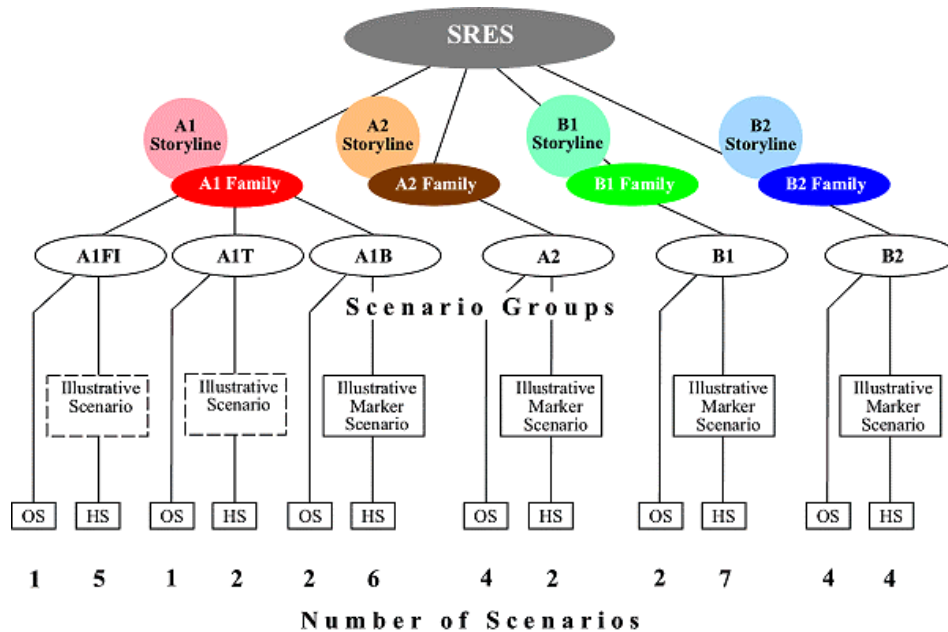 SRES
A1
Storyline
A2
Storyline
B1
Storyline
B2
Storyline
A1 Family
A2 Family
B1 Family
B2 Family
A1FI
A1T
A1B
A2
B1
B2
Scenario Groups
Illustrative
Scenario
Illustrative
Scenario
Illustrative
Marker
Scenario
Illustrative
Marker
Scenario
Illustrative
Marker
Scenario
Illustrative
Marker
Scenario
OS HS OS HS OS HS OS HS OS HS OS HS
1 5 1 2 2 6 4 2 2 7 4 4
Number of Scenarios